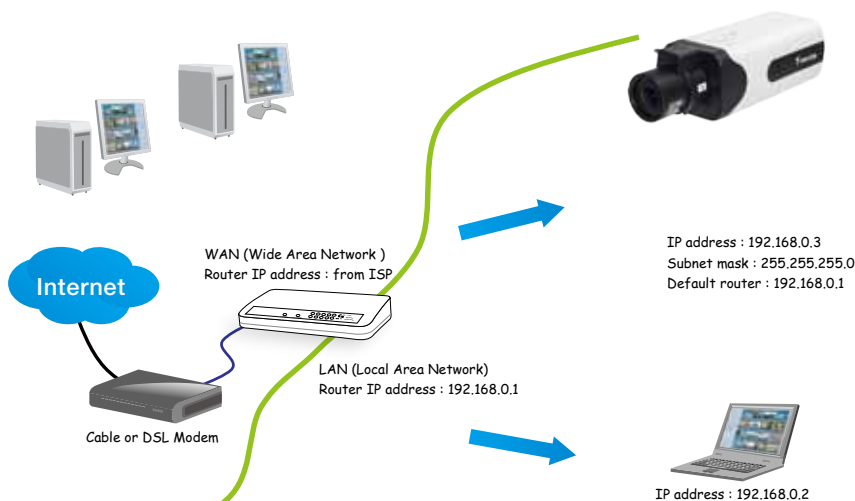 WAN (Wide Area Network )
Router IP address : from ISP
Internet
IP address : 192.168.0.3
Subnet mask : 255.255.255.0
Default router : 192.168.0.1
LAN (Local Area Network)
Router IP address : 192.168.0.1
Cable or DSL Modem
IP address : 192.168.0.2